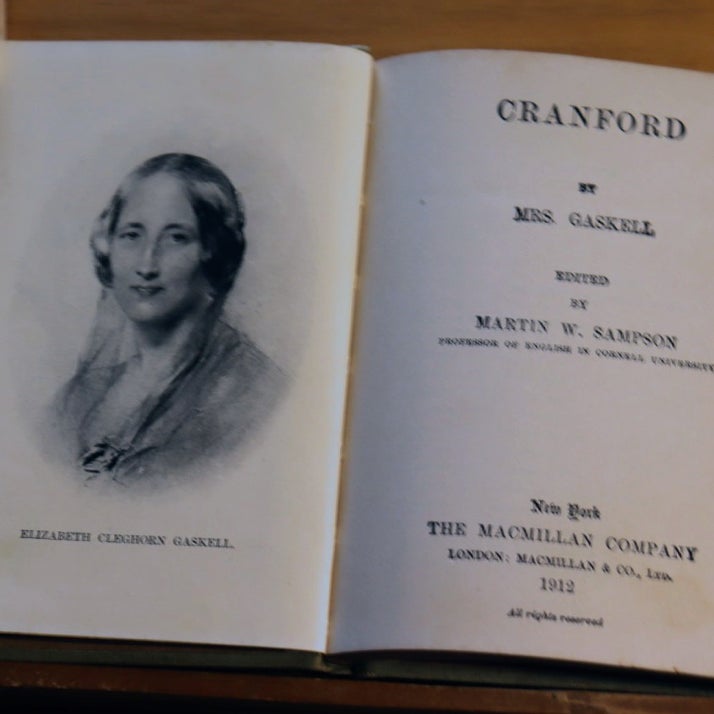 ELIZABETH CLEGHORN GASKELL.
CRANFORD
BY
MRS. GASKELL
EDITED
BY
MARTIN W. SAMPSON
PROFESSOR OF ENGLISH IN CORNELL UNIVERSITY
New York
THE MACMILLAN COMPANY
LONDON: MACMILLAN & CO., LTD.
1912
All rights reserved